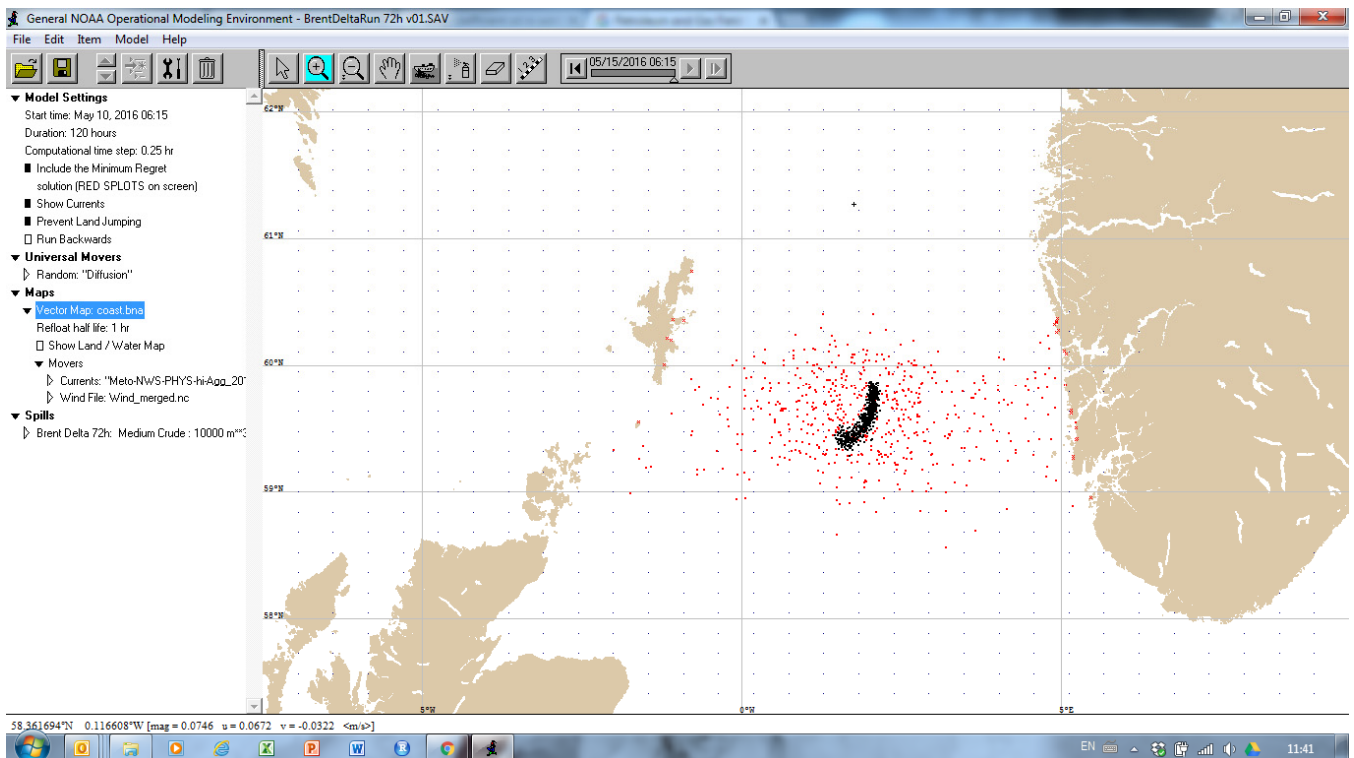 General NOAA Operational Modeling Environment - BrentDeltaRun 72h v01.SAV
File Edit Item Model Help
05/15/2016 06:15
Model Settings
Start time: May 10, 2016 06:15
Duration: 120 hours
Computational time step: 0.25 hr
Include the Minimum Regret
solution (RED SPLOTS on screen)
Show Currents
Prevent Land Jumping
Run Backwards
Universal Movers
Random: "Diffusion"
Maps
Vector Map: coast.bna
Refloat half life: 1 hr
Show Land / Water Map
Movers
Currents: "Meto-NWS-PHYS-hi-Agg_20
Wind File: Wind_merged.nc
Spills
Brent Delta 72h: Medium Crude : 10000 m**3
62°N
61°N
60°N
59°N
58°N
5°W 0°W 5°E
58.361694°N 0.116608°W [mag = 0.0746 u = 0.0672 v = -0.0322 <m/s>]
EN 11:41